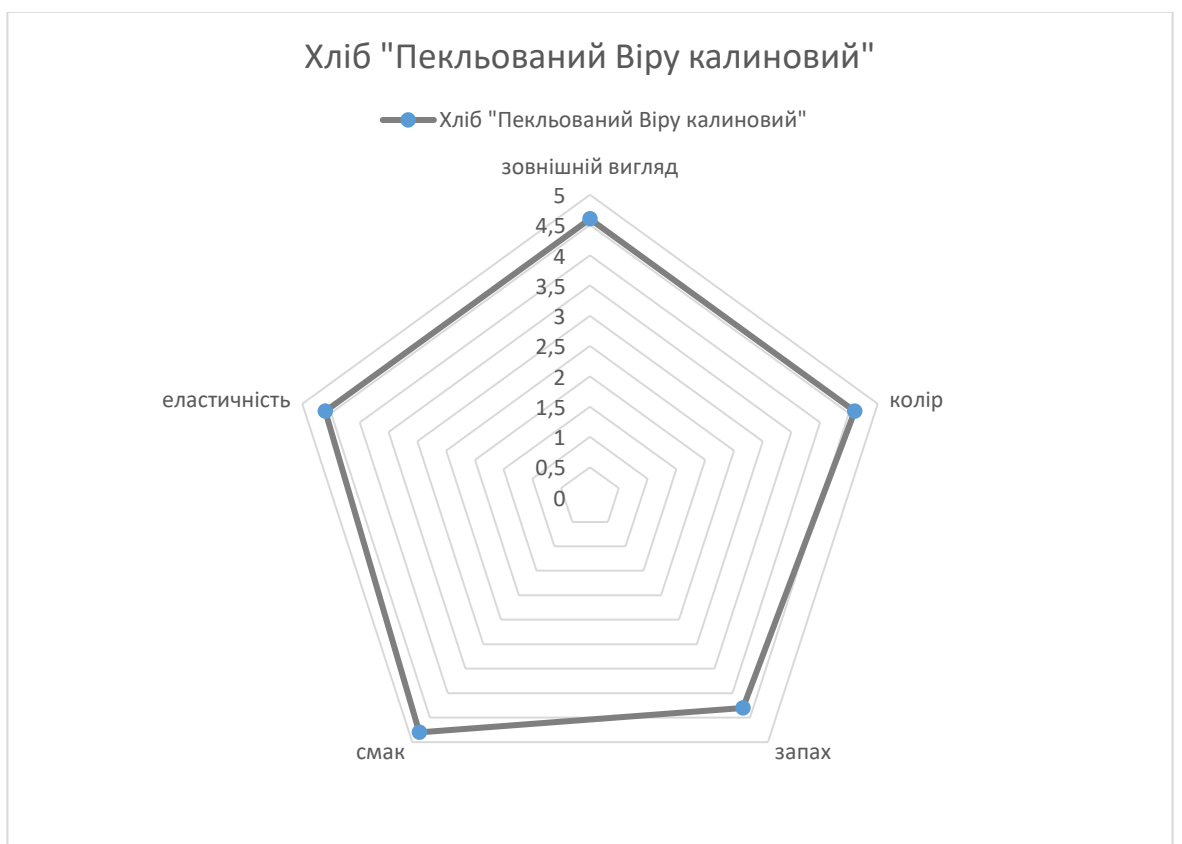 Хліб "Пекльований Віру калиновий"
Хліб "Пекльований Віру калиновий"
зовнішній вигляд
5
4,5
4
3,5
3
2,5
2
1,5
1
0,5
0
еластичність
колір
смак
запах